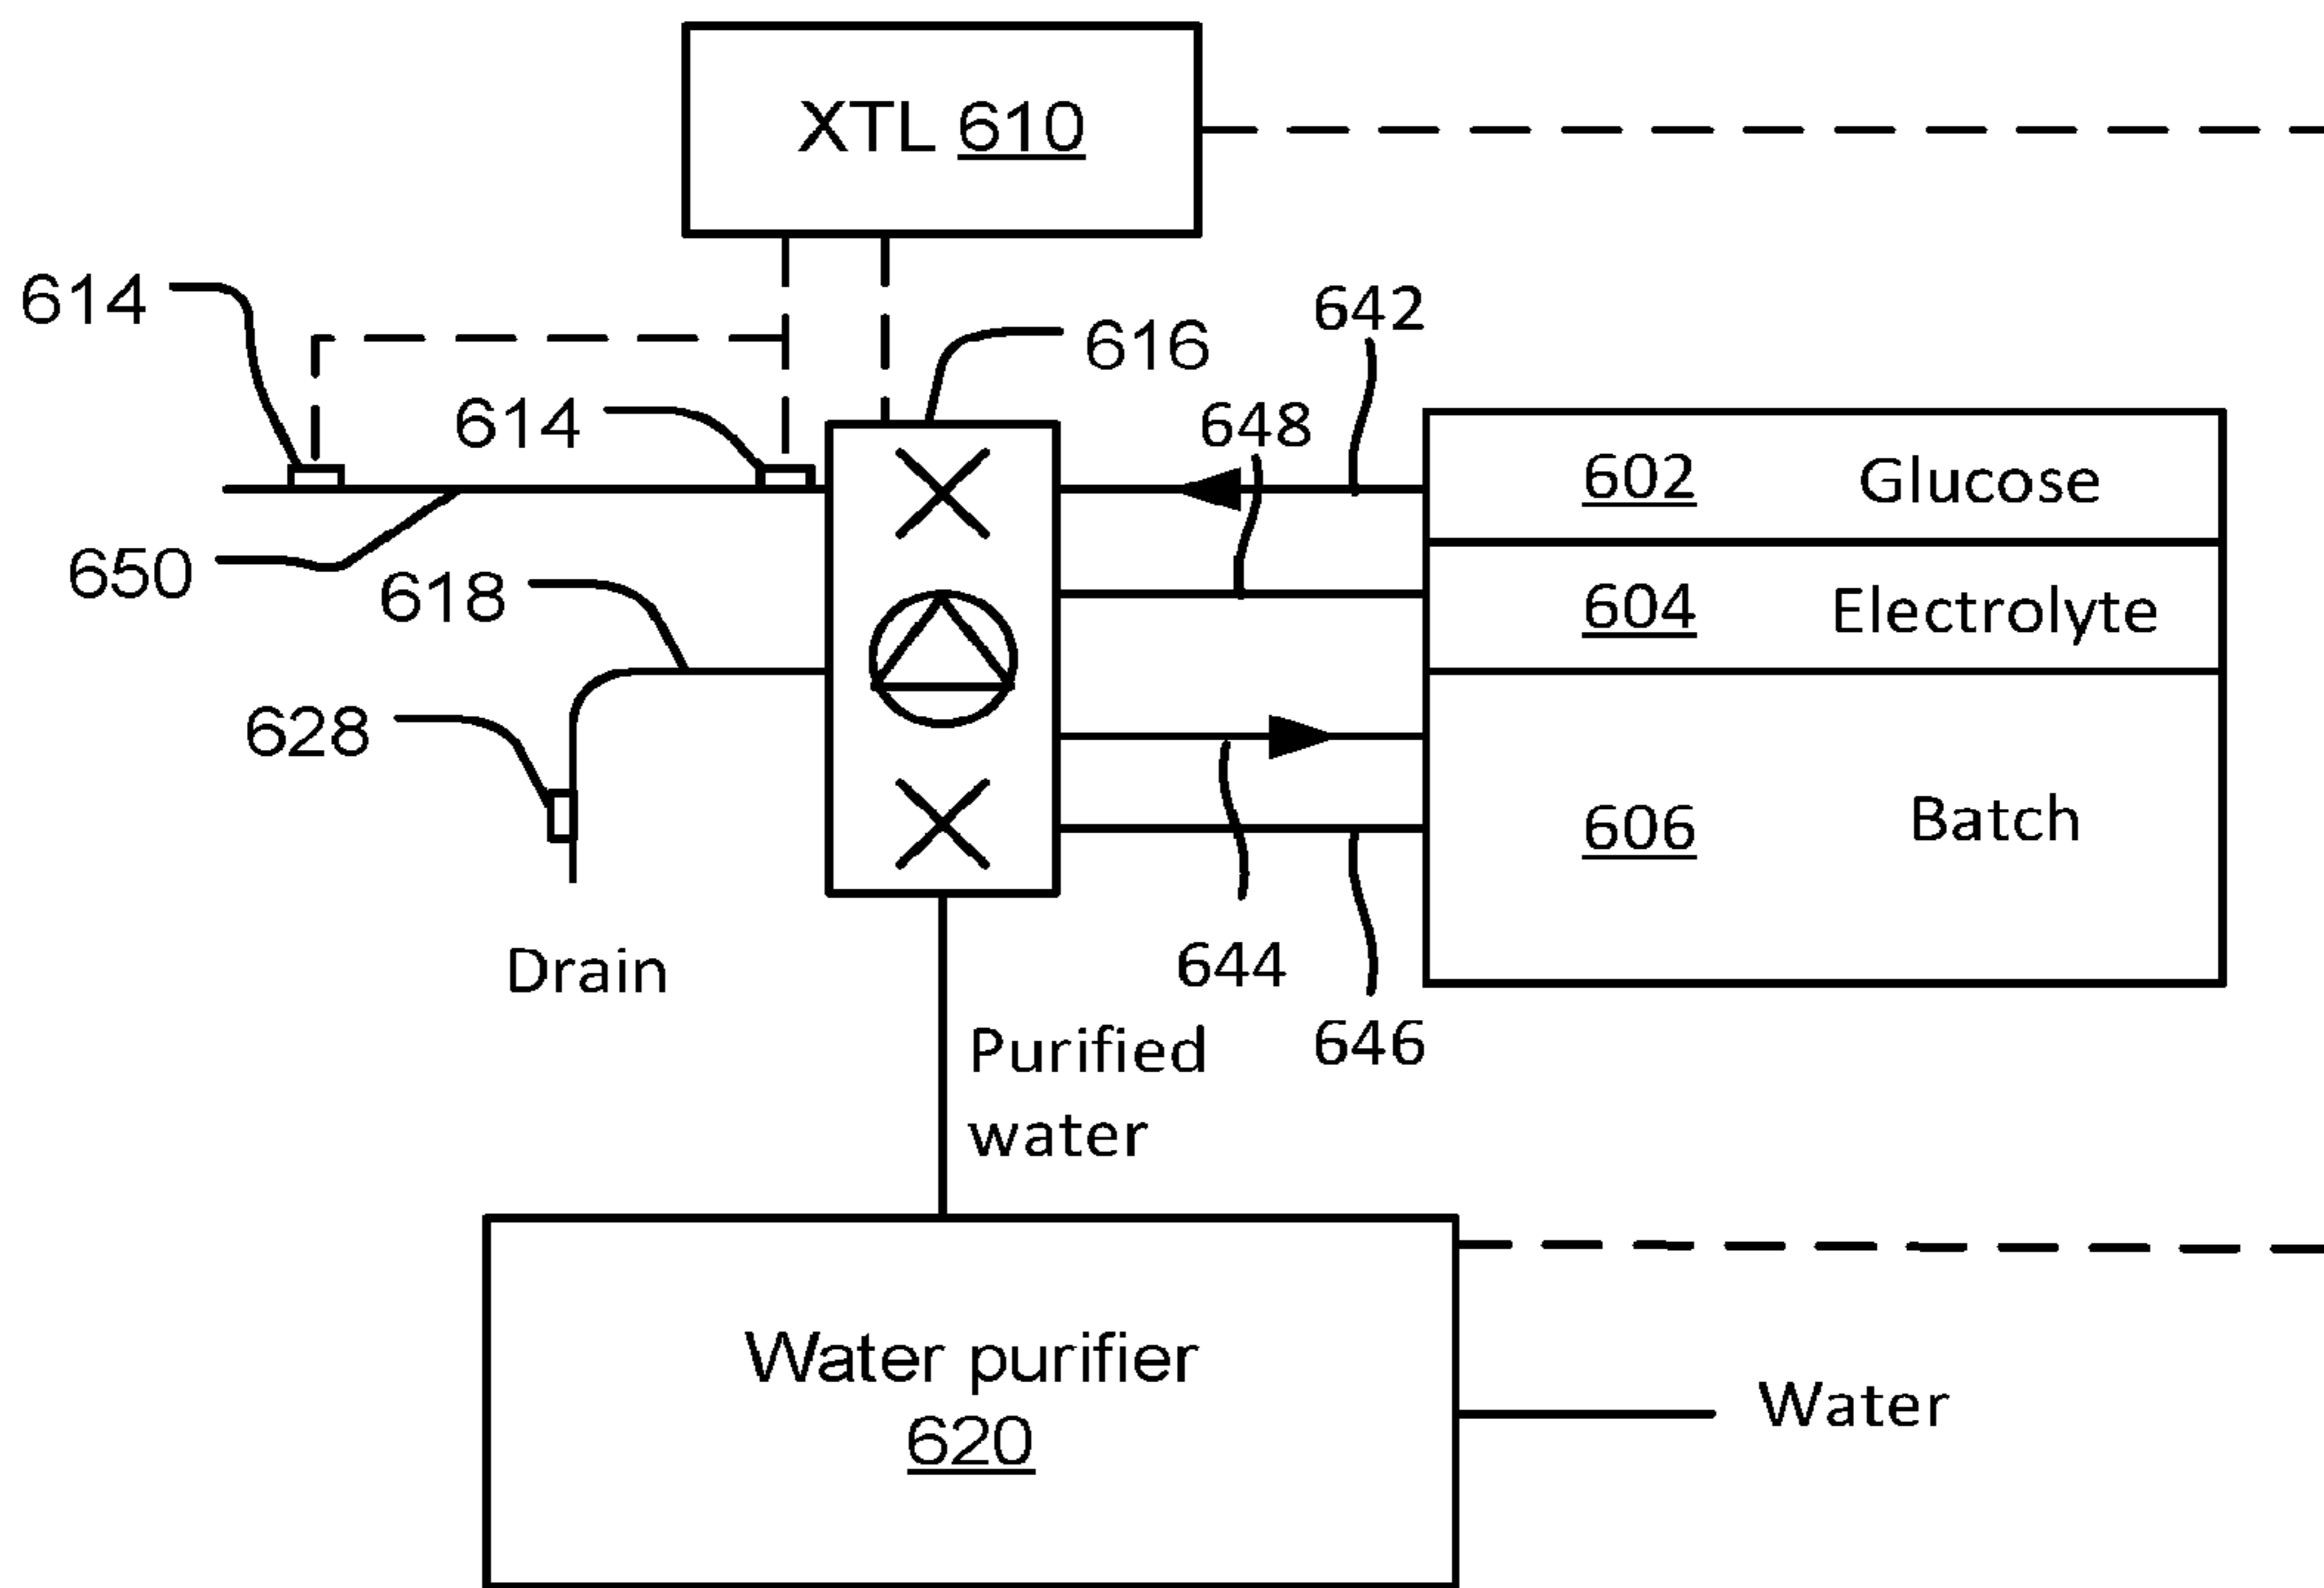 XTL 610
614
642
616
614
648
602 Glucose
650
618
604 Electrolyte
628
606 Batch
Drain
644
Purified
water
646
Water purifier
620
Water